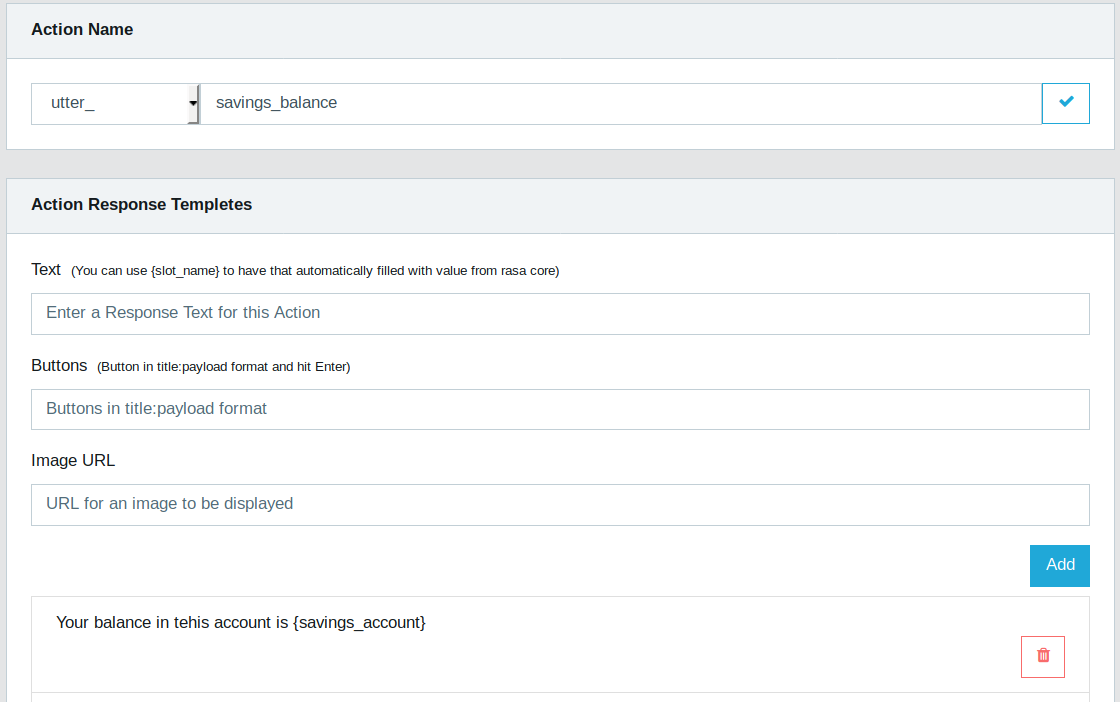 Action Name
utter_ savings_balance
Action Response Templetes
Text (You can use {slot_name} to have that automatically filled with value from rasa core)
Enter a Response Text for this Action
Buttons (Button in title:payload format and hit Enter)
Buttons in title:payload format
Image URL
URL for an image to be displayed
Add
Your balance in tehis account is {savings_account}